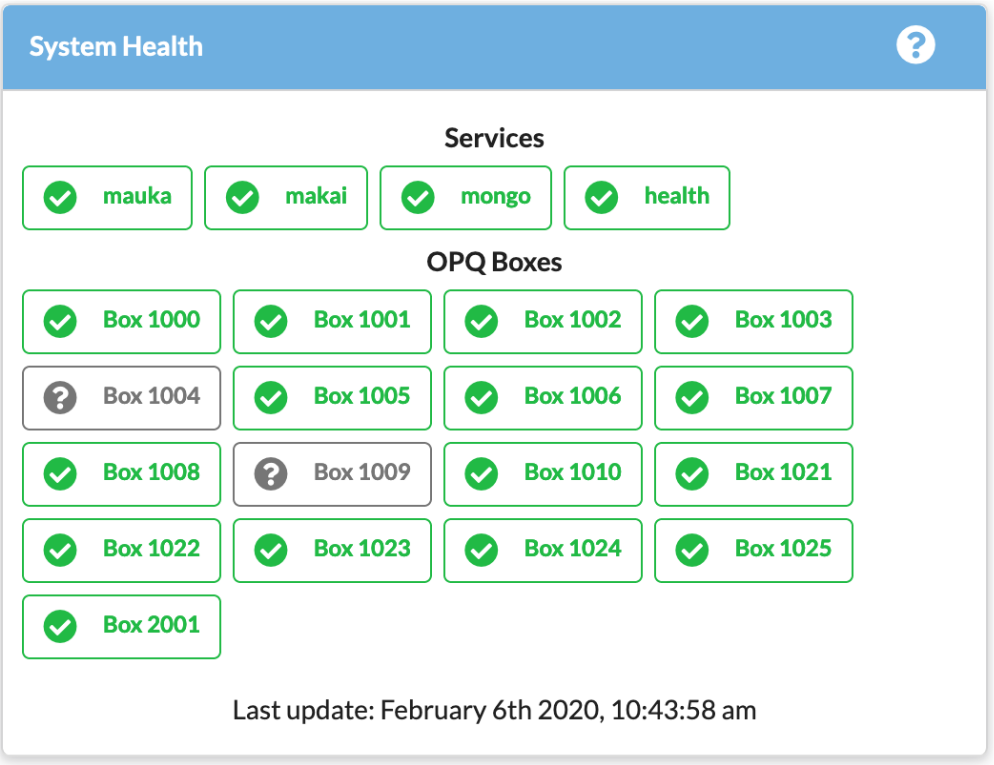 System Health
Services
mauka makai mongo health
OPQ Boxes
Box 1000 Box 1001 Box 1002 Box 1003
Box 1004 Box 1005 Box 1006 Box 1007
Box 1008 Box 1009 Box 1010 Box 1021
Box 1022 Box 1023 Box 1024 Box 1025
Box 2001
Last update: February 6th 2020, 10:43:58 am